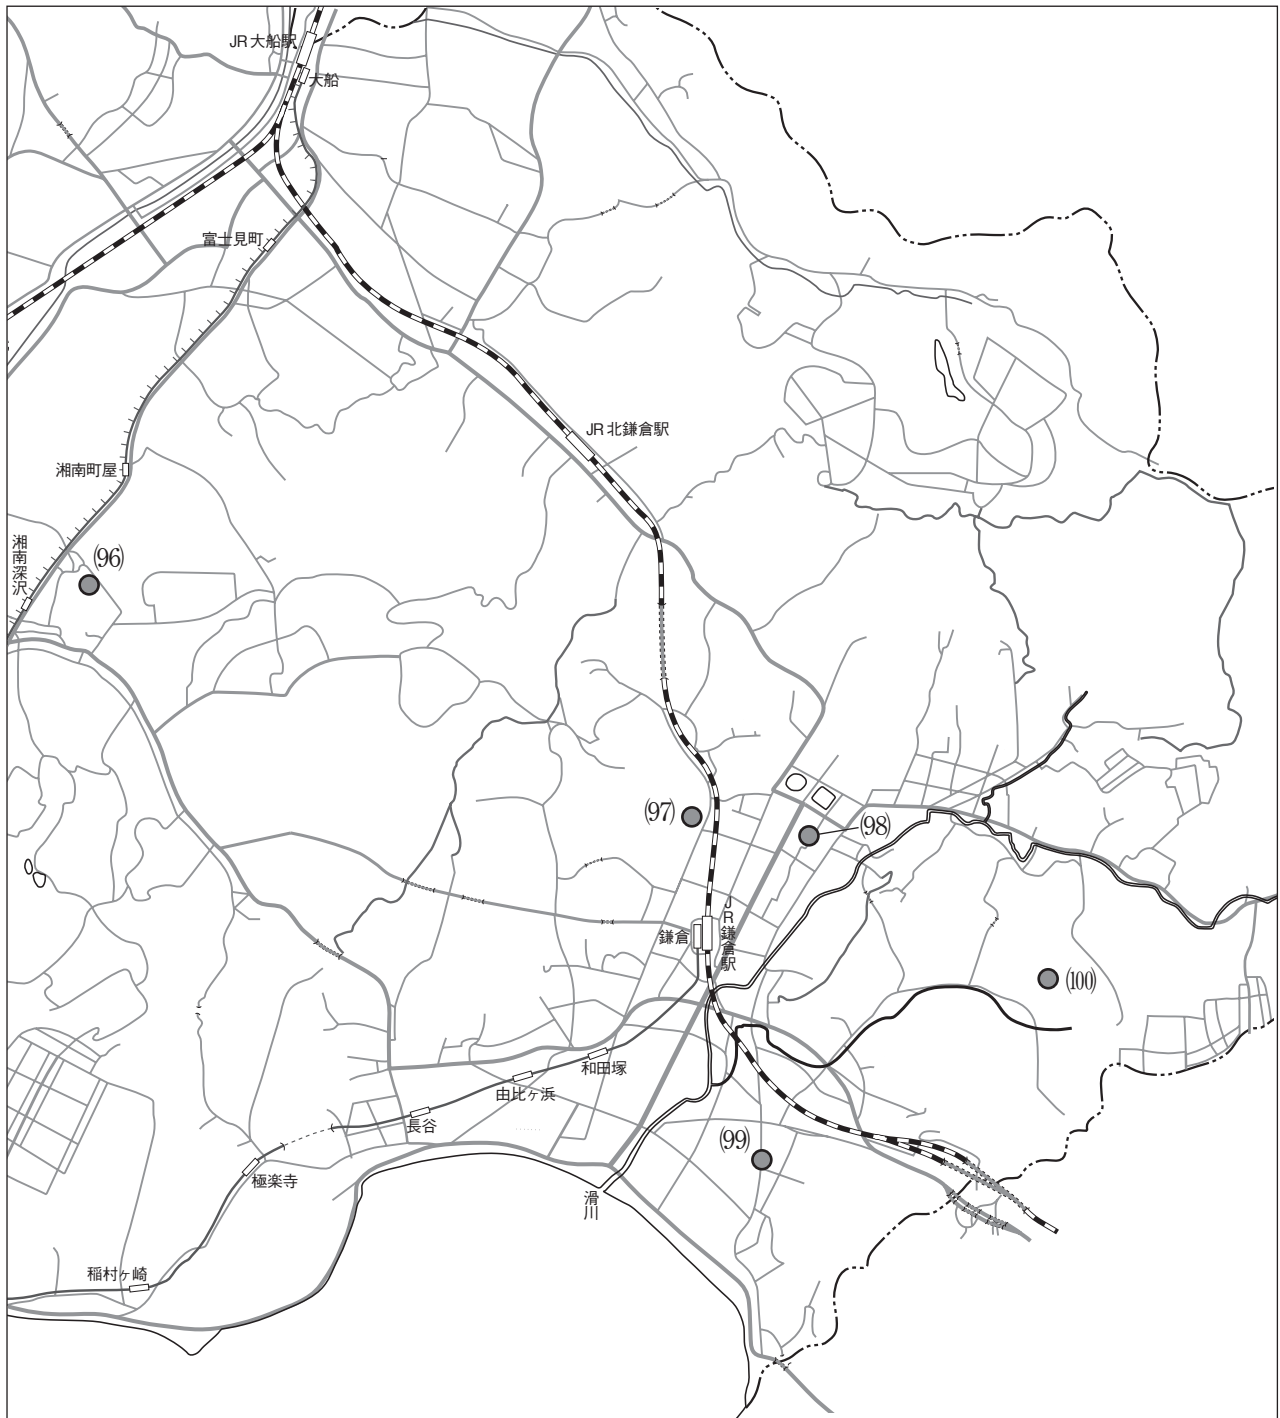 JR大船駅
大船
富士見町
JR北鎌倉駅
湘南町屋
湘南深沢
(96)
(97)
(98)
鎌倉
JR鎌倉駅
(100)
和田塚
由比ヶ浜
長谷
(99)
極楽寺
滑川
稲村ヶ崎